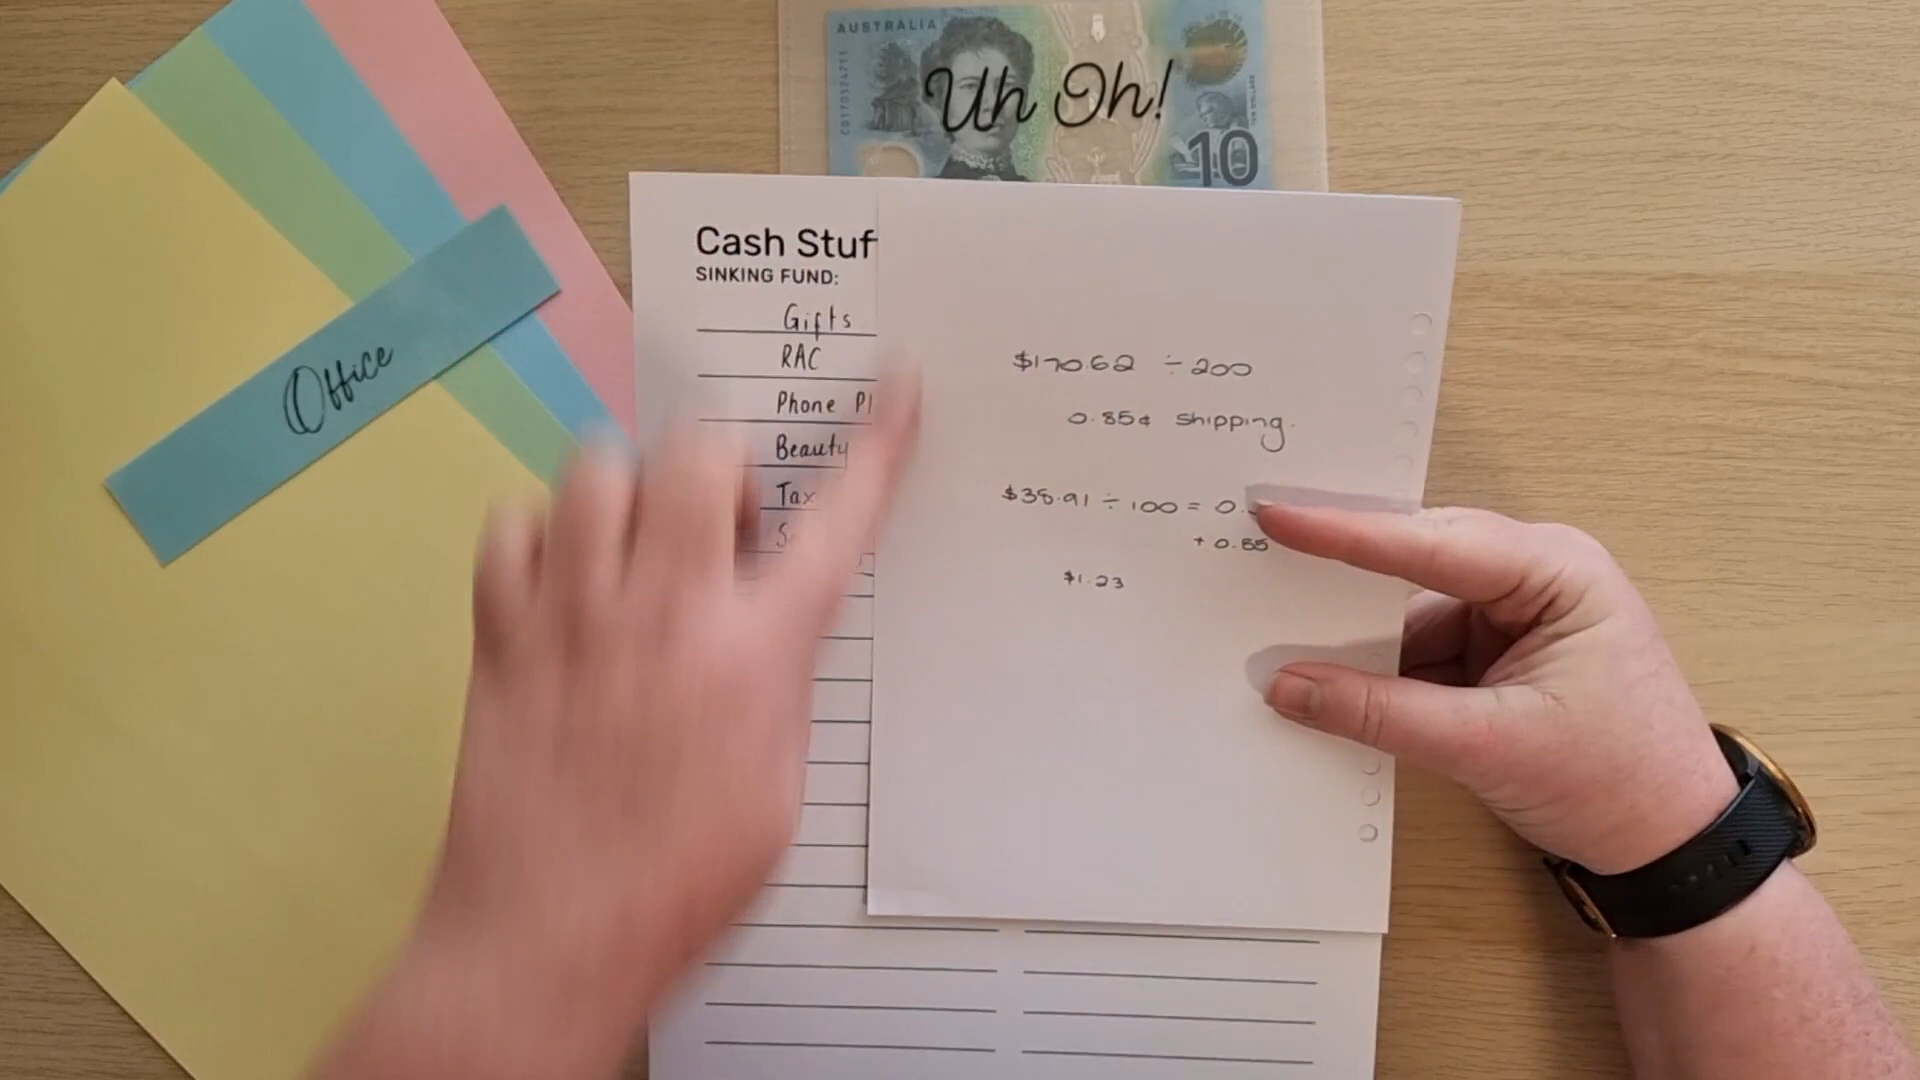 AUSTRALIA
Uh Oh!
10
Office
Cash Stuf
SINKING FUND:
Gifts
RAC
Phone Pl
Beauty
Tax
$170.62 ÷ 200
0.85¢ shipping.
$38.91 ÷ 100 = 0.
+ 0.85
$1.23